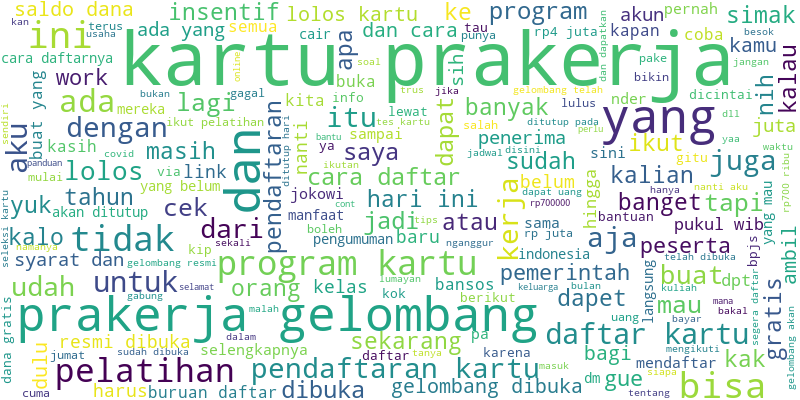 saldo dana
insentif
lolos kartu
ke
program
akun
pernah
simak
kan
terus
usaha
ada yang
semua
cair
dan cara
tau
punya
rp4 juta
kapan
coba
kamu
besok
ini
kartu prakerja
cara daftarnya
work
via
apa
buka
sih
pake
bikin
jangan
dan dapatkan
online
soal
trus
jika
gelombang telah
nih
kalau
ada
lagi
bukan
gagal
info
lewat
lulus
nder
dicintai
dll
buat yang
mereka
kita
tes kartu
salah
banyak
ditutup pada
perlu
juta
sendiri
aku
dengan
ikut pelatihan
itu
bantu
dapat
yang
panduan
covid
kasih
masih
dan
pendaftaran
ditutup hari
nanti
sampai
ya
saya
ikutan
jadwal
penerima
disini
ikut
gitu
yaa
waktu
rp700 ribu
mulai
lolos
link
yang belum
cara daftar
sudah
sini
kalian
juga
hanya
nanti aku
yuk
tahun
cek
akan ditutup
jokowi
hari ini
cont
tips
kerja
belum
dapat uang
rp700000
hingga
banget
tapi
bantuan
yang mau
ambil
seleksi kartu
kalo
tidak
namanya
dari
sekali
manfaat
boleh
jadi
atau
sama
rp juta
aja
pukul wib
peserta
syarat dan
kip
gelombang resmi
pengumuman
baru
nganggur
indonesia
program kartu
pemerintah
buat
dpt
bpjs
telah dibuka
udah
untuk
gabung
selamat
orang
kelas
lumayan
kok
bansos
berikut
keluarga
dapet
bulan
langsung
mau
kuliah
mana
bakal
segera daftar
gratis
prakerja gelombang
malah
uang
bayar
dana gratis
dulu
resmi dibuka
dalam
sekarang
pa
karena
daftar kartu
mengikuti
jumat
sudah dibuka
selengkapnya
daftar
tanya
bagi
mendaftar
kak
gelombang akan
pelatihan
pendaftaran kartu
masuk
siapa
cuma
harus
buruan daftar
dibuka
gelombang dibuka
dm
gue
tentang
bisa